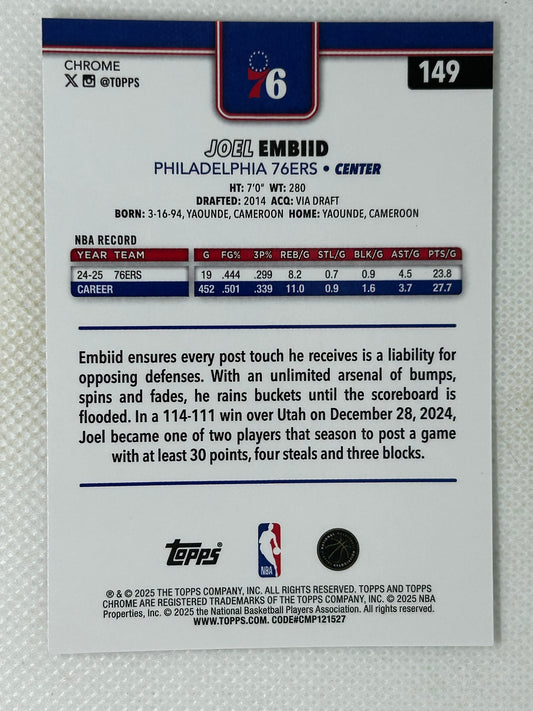 CHROME
X @TOPPS
76
149
JOEL EMBIID
PHILADELPHIA 76ERS • CENTER
HT: 7'0" WT: 280
DRAFTED: 2014 ACQ: VIA DRAFT
BORN: 3-16-94, YAOUNDE, CAMEROON HOME: YAOUNDE, CAMEROON
NBA RECORD
YEAR TEAM G FG% 3P% REB/G STL/G BLK/G AST/G PTS/G
24-25 76ERS 19 .444 .299 8.2 0.7 0.9 4.5 23.8
CAREER 452 .501 .339 11.0 0.9 1.6 3.7 27.7
Embiid ensures every post touch he receives is a liability for
opposing defenses. With an unlimited arsenal of bumps,
spins and fades, he rains buckets until the scoreboard is
flooded. In a 114-111 win over Utah on December 28, 2024,
Joel became one of two players that season to post a game
with at least 30 points, four steals and three blocks.
topps
NBA
® & © 2025 THE TOPPS COMPANY, INC. ALL RIGHTS RESERVED. TOPPS AND TOPPS
CHROME ARE REGISTERED TRADEMARKS OF THE TOPPS COMPANY, INC. © 2025 NBA
Properties, Inc. © 2025 the National Basketball Players Association. All rights reserved.
WWW.TOPPS.COM. CODE#CMP121527